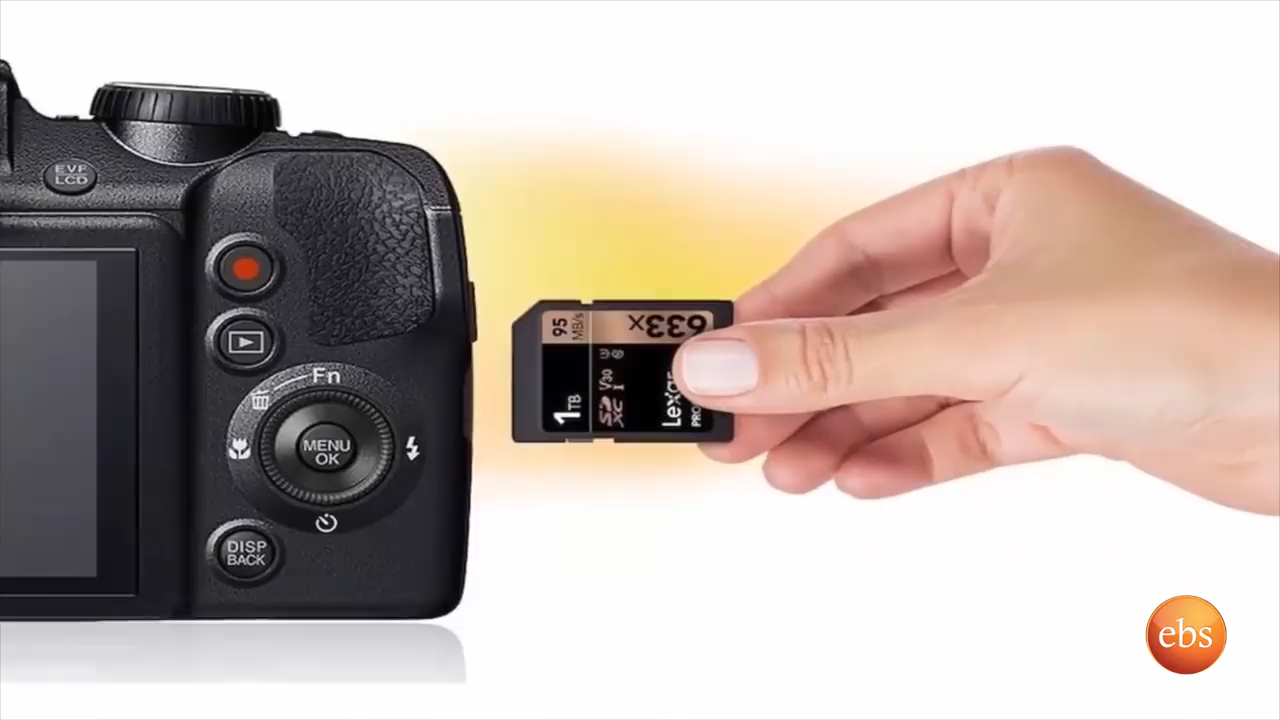 EVF
LCD
Fn
MENU
OK
DISP
BACK
95
MB/s
633x
1TB
V30
SD
XC I
Lexar
PRO
ebs